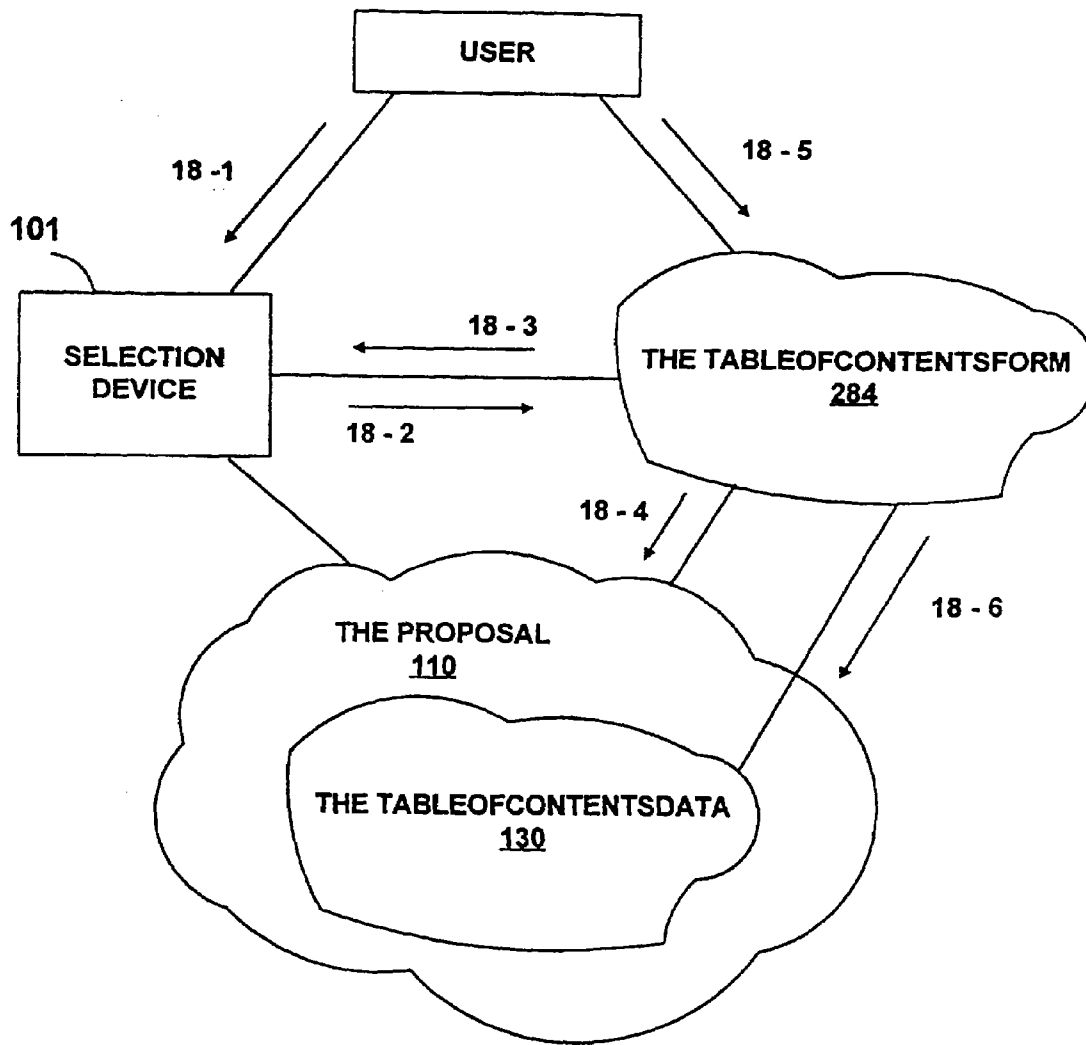 USER
18 -1
18 - 5
101
SELECTION
DEVICE
18 - 3
18 - 2
THE TABLEOFCONTENTSFORM
284
18 - 4
18 - 6
THE PROPOSAL
110
THE TABLEOFCONTENTSDATA
130